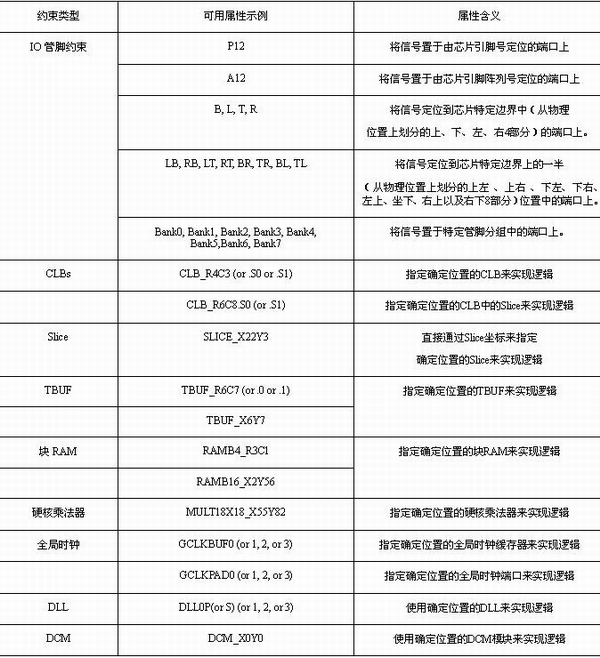 约束类型 可用属性示例 属性含义
IO 管脚约束 P12 将信号置于由芯片引脚号定位的端口上
A12 将信号置于由芯片引脚阵列号定位的端口上
B, L, T, R 将信号定位到芯片特定边界中（从物理
位置上划分的上、下、左、右4部分）的端口上。
LB, RB, LT, RT, BR, TR, BL, TL 将信号定位到芯片特定边界上的一半
（从物理位置上划分的上左 、上右 、下左、下右、
左上、坐下、右上以及右下8部分）位置中的端口上。
Bank0, Bank1, Bank2, Bank3, Bank4, 将信号置于特定管脚分组中的端口上。
Bank5,Bank6, Bank7
CLBs CLB_R4C3 (or .S0 or .S1) 指定确定位置的CLB来实现逻辑
CLB_R6C8.S0 (or .S1) 指定确定位置的CLB中的Slice来实现逻辑
Slice SLICE_X22Y3 直接通过Slice坐标来指定
确定位置的Slice来实现逻辑
TBUF TBUF_R6C7 (or .0 or .1) 指定确定位置的TBUF来实现逻辑
TBUF_X6Y7
块 RAM RAMB4_R3C1 指定确定位置的块RAM来实现逻辑
RAMB16_X2Y56
硬核乘法器 MULT18X18_X55Y82 指定确定位置的硬核乘法器来实现逻辑
全局时钟 GCLKBUF0 (or 1, 2, or 3) 指定确定位置的全局时钟缓存器来实现逻辑
GCLKPAD0 (or 1, 2, or 3) 指定确定位置的全局时钟端口来实现逻辑
DLL DLL0P(or S) (or 1, 2, or 3) 使用确定位置的DLL来实现逻辑
DCM DCM_X0Y0 使用确定位置的DCM模块来实现逻辑